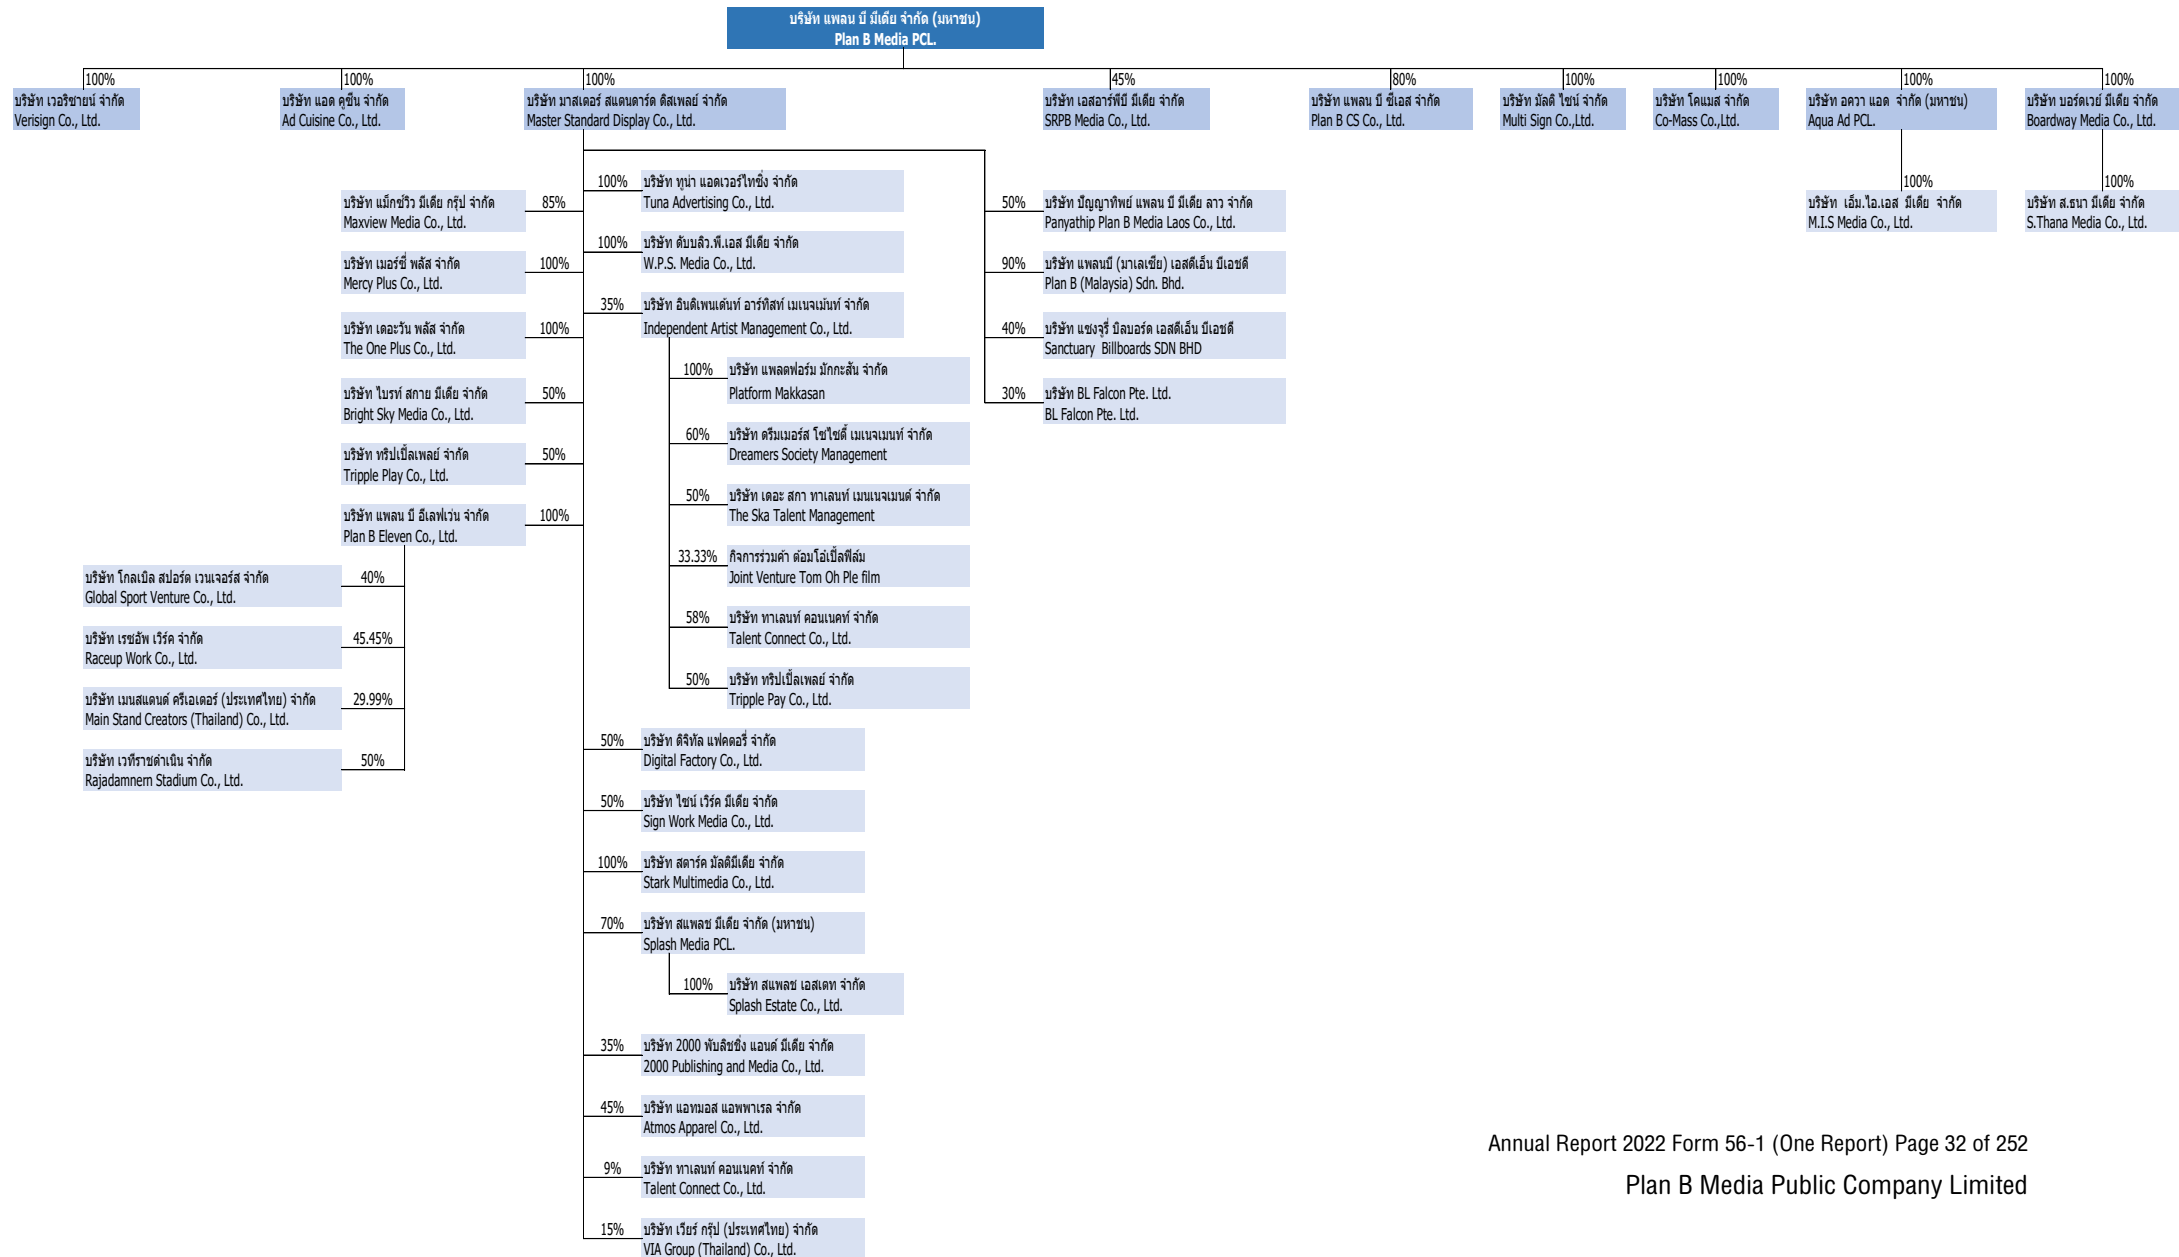 บริษัท แพลน บี มีเดีย จำกัด (มหาชน)
Plan B Media PCL.
100%
บริษัท เวอริซายน์ จำกัด
Verisign Co., Ltd.
100%
บริษัท แอด คูซีน จำกัด
Ad Cuisine Co., Ltd.
100%
บริษัท มาสเตอร์ สแตนดาร์ด ดิสเพลย์ จำกัด
Master Standard Display Co., Ltd.
45%
บริษัท เอสอาร์พีบี มีเดีย จำกัด
SRPB Media Co., Ltd.
80%
บริษัท แพลน บี ซีเอส จำกัด
Plan B CS Co., Ltd.
100%
บริษัท มัลติ ไซน์ จำกัด
Multi Sign Co.,Ltd.
100%
บริษัท โคแมส จำกัด
Co-Mass Co.,Ltd.
100%
บริษัท อควา แอด จำกัด (มหาชน)
Aqua Ad PCL.
100%
บริษัท บอร์ดเวย์ มีเดีย จำกัด
Boardway Media Co., Ltd.
100%
บริษัท เอ็ม.ไอ.เอส มีเดีย จำกัด
M.I.S Media Co., Ltd.
100%
บริษัท ส.ธนา มีเดีย จำกัด
S.Thana Media Co., Ltd.
บริษัท แม็กซ์วิว มีเดีย กรุ๊ป จำกัด
Maxview Media Co., Ltd.
85%
บริษัท เมอร์ซี่ พลัส จำกัด
Mercy Plus Co., Ltd.
100%
บริษัท เดอะวัน พลัส จำกัด
The One Plus Co., Ltd.
100%
บริษัท ไบรท์ สกาย มีเดีย จำกัด
Bright Sky Media Co., Ltd.
50%
บริษัท ทริปเปิ้ลเพลย์ จำกัด
Tripple Play Co., Ltd.
50%
บริษัท แพลน บี อีเลฟเว่น จำกัด
Plan B Eleven Co., Ltd.
100%
บริษัท โกลเบิล สปอร์ต เวนเจอร์ส จำกัด
Global Sport Venture Co., Ltd.
40%
บริษัท เรซอัพ เวิร์ค จำกัด
Raceup Work Co., Ltd.
45.45%
บริษัท เมนสแตนด์ ครีเอเตอร์ (ประเทศไทย) จำกัด
Main Stand Creators (Thailand) Co., Ltd.
29.99%
บริษัท เวทีราชดำเนิน จำกัด
Rajadamnern Stadium Co., Ltd.
50%
100%
บริษัท ทูน่า แอดเวอร์ไทซิ่ง จำกัด
Tuna Advertising Co., Ltd.
100%
บริษัท ดับบลิว.พี.เอส มีเดีย จำกัด
W.P.S. Media Co., Ltd.
35%
บริษัท อินดิเพนเด้นท์ อาร์ทิสท์ เมเนจเม้นท์ จำกัด
Independent Artist Management Co., Ltd.
100%
บริษัท แพลตฟอร์ม มักกะสัน จำกัด
Platform Makkasan
60%
บริษัท ดรีมเมอร์ส โซไซตี้ เมเนจเมนท์ จำกัด
Dreamers Society Management
50%
บริษัท เดอะ สกา ทาเลนท์ เมนเนจเมนต์ จำกัด
The Ska Talent Management
33.33%
กิจการร่วมค้า ต้อมโอ๋เปิ้ลฟิล์ม
Joint Venture Tom Oh Ple film
58%
บริษัท ทาเลนท์ คอนเนคท์ จำกัด
Talent Connect Co., Ltd.
50%
บริษัท ทริปเปิ้ลเพลย์ จำกัด
Tripple Pay Co., Ltd.
50%
บริษัท ดิจิทัล แฟคตอรี่ จำกัด
Digital Factory Co., Ltd.
50%
บริษัท ไซน์ เวิร์ค มีเดีย จำกัด
Sign Work Media Co., Ltd.
100%
บริษัท สตาร์ค มัลติมีเดีย จำกัด
Stark Multimedia Co., Ltd.
70%
บริษัท สแพลช มีเดีย จำกัด (มหาชน)
Splash Media PCL.
100%
บริษัท สแพลช เอสเตท จำกัด
Splash Estate Co., Ltd.
35%
บริษัท 2000 พับลิชชิ่ง แอนด์ มีเดีย จำกัด
2000 Publishing and Media Co., Ltd.
45%
บริษัท แอทมอส แอพพาเรล จำกัด
Atmos Apparel Co., Ltd.
9%
บริษัท ทาเลนท์ คอนเนคท์ จำกัด
Talent Connect Co., Ltd.
15%
บริษัท เวียร์ กรุ๊ป (ประเทศไทย) จำกัด
VIA Group (Thailand) Co., Ltd.
50%
บริษัท ปัญญาทิพย์ แพลน บี มีเดีย ลาว จำกัด
Panyathip Plan B Media Laos Co., Ltd.
90%
บริษัท แพลนบี (มาเลเซีย) เอสดีเอ็น บีเอชดี
Plan B (Malaysia) Sdn. Bhd.
40%
บริษัท แซงจูรี่ บิลบอร์ด เอสดีเอ็น บีเอชดี
Sanctuary Billboards SDN BHD
30%
บริษัท BL Falcon Pte. Ltd.
BL Falcon Pte. Ltd.
Annual Report 2022 Form 56-1 (One Report) Page 32 of 252
Plan B Media Public Company Limited